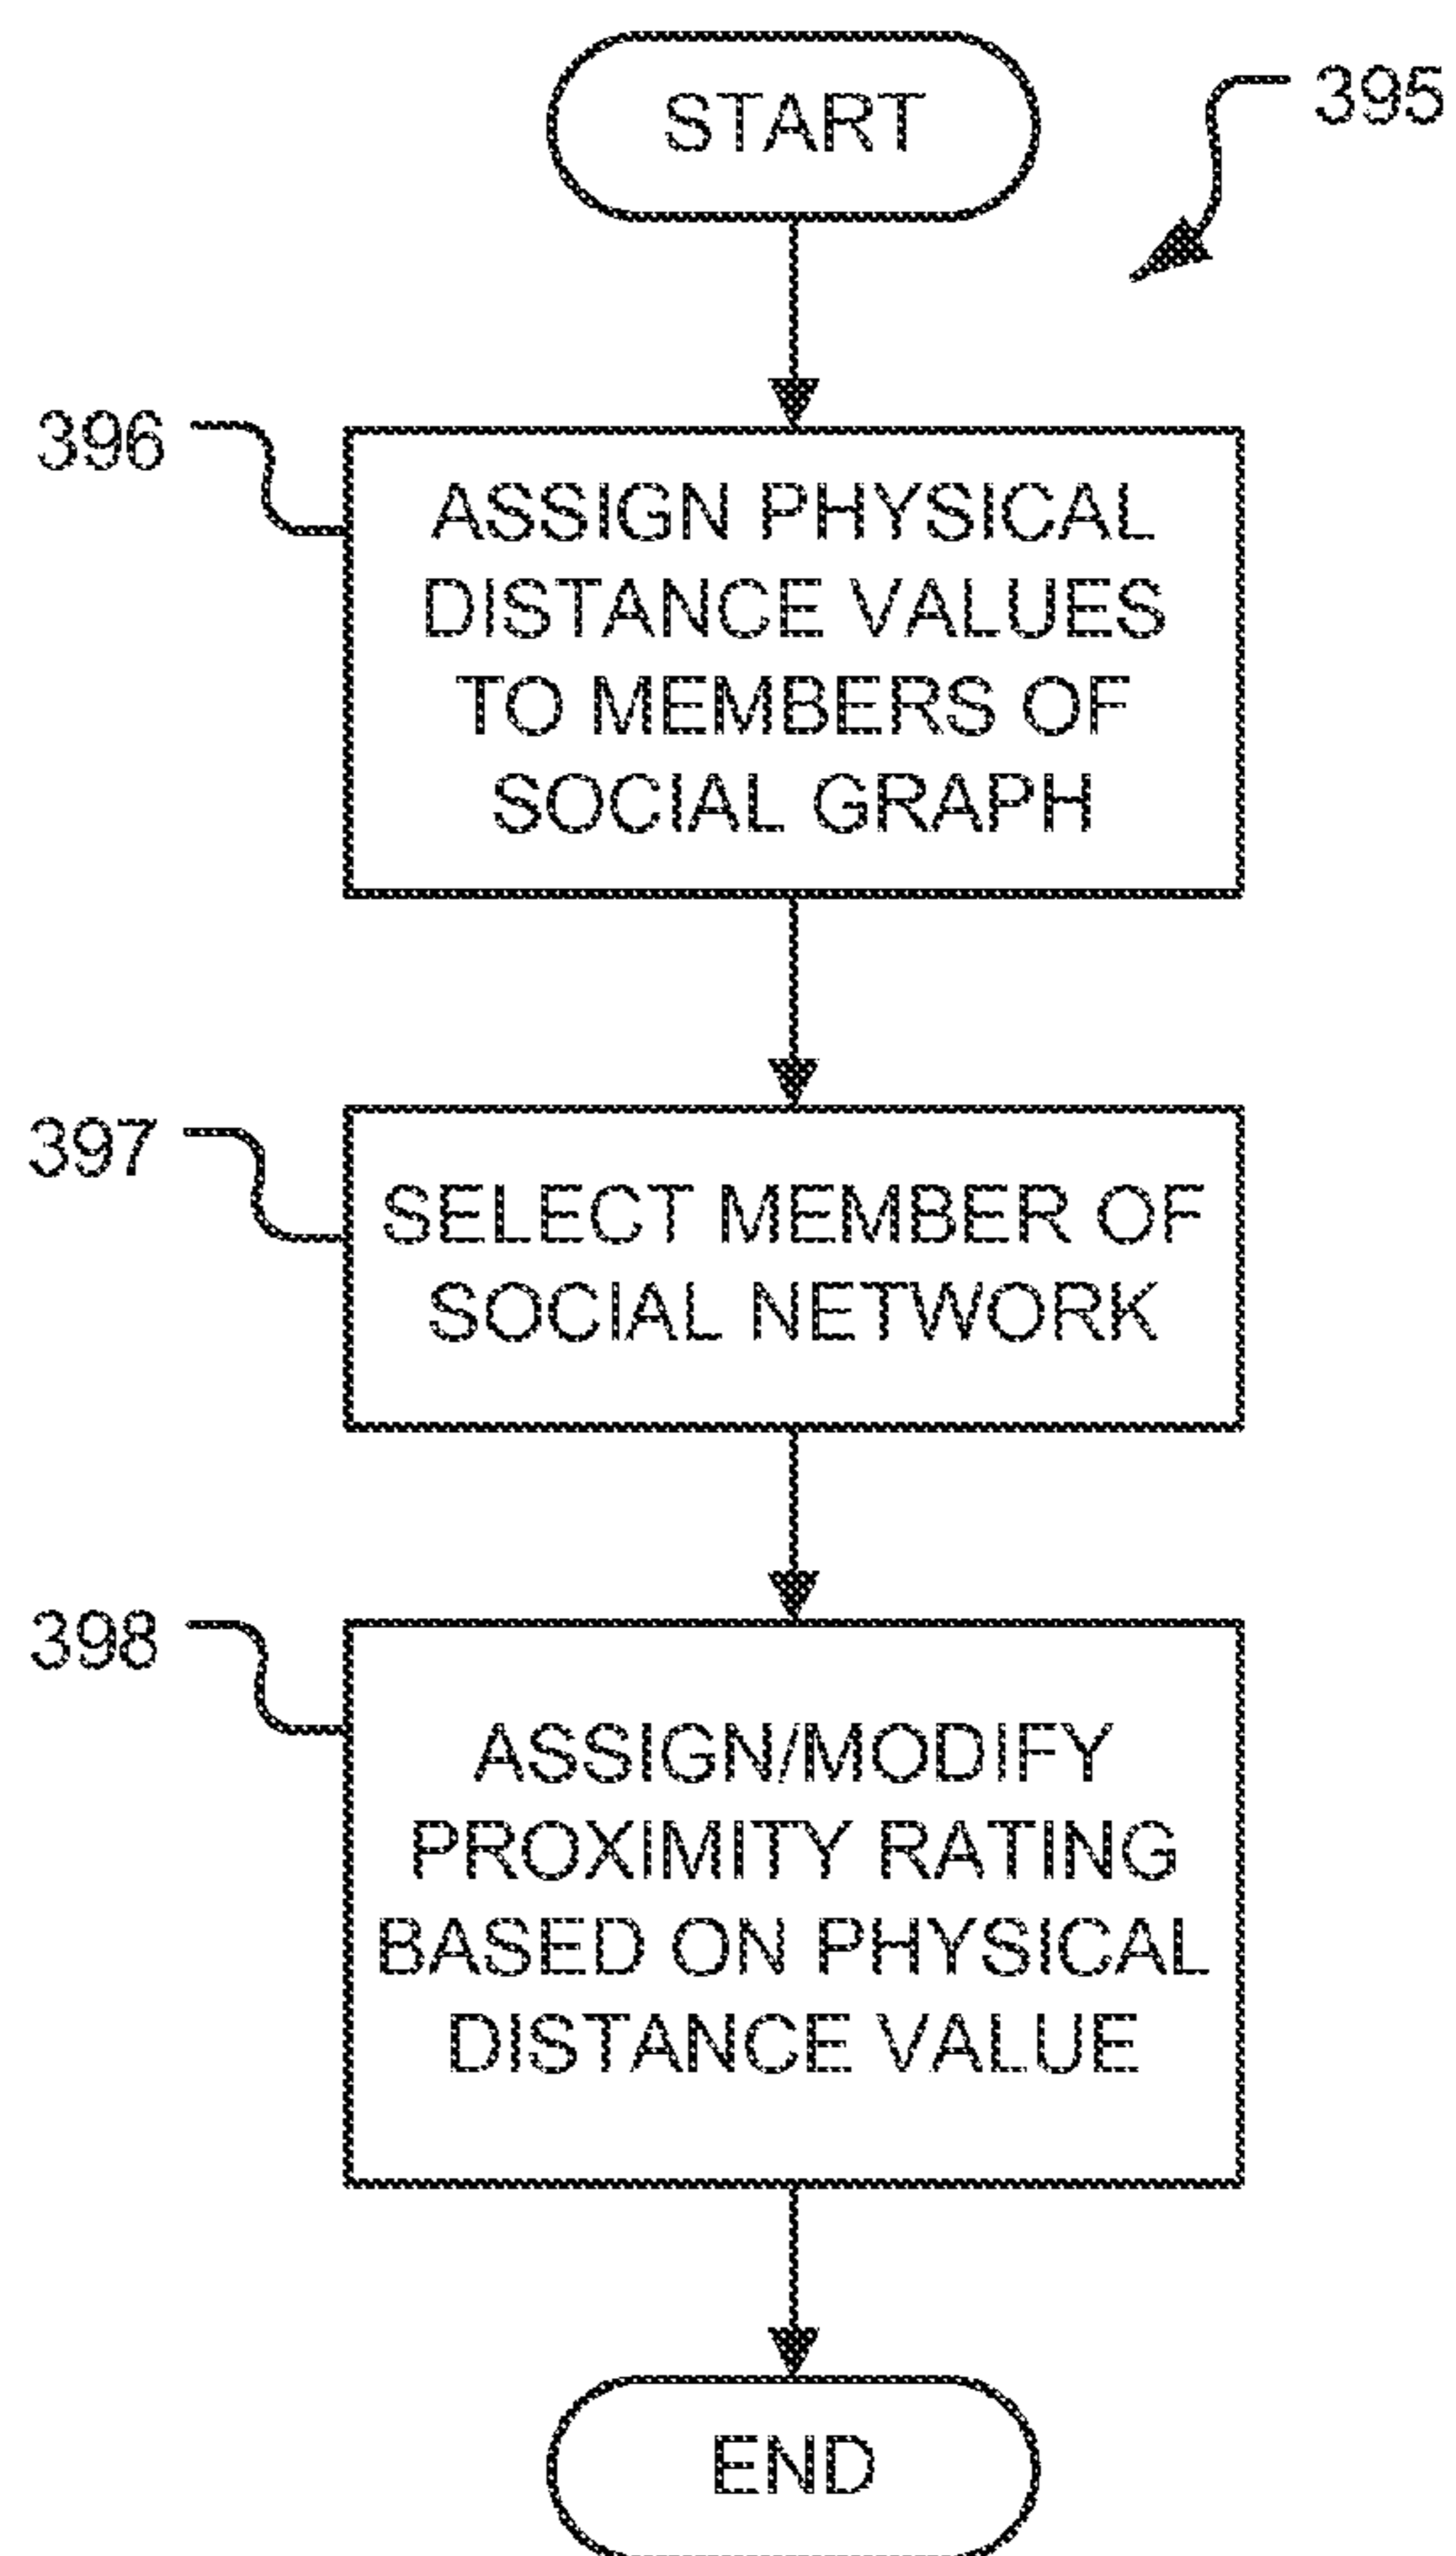 START
395
396
ASSIGN PHYSICAL
DISTANCE VALUES
TO MEMBERS OF
SOCIAL GRAPH
397
SELECT MEMBER OF
SOCIAL NETWORK
398
ASSIGN/MODIFY
PROXIMITY RATING
BASED ON PHYSICAL
DISTANCE VALUE
END